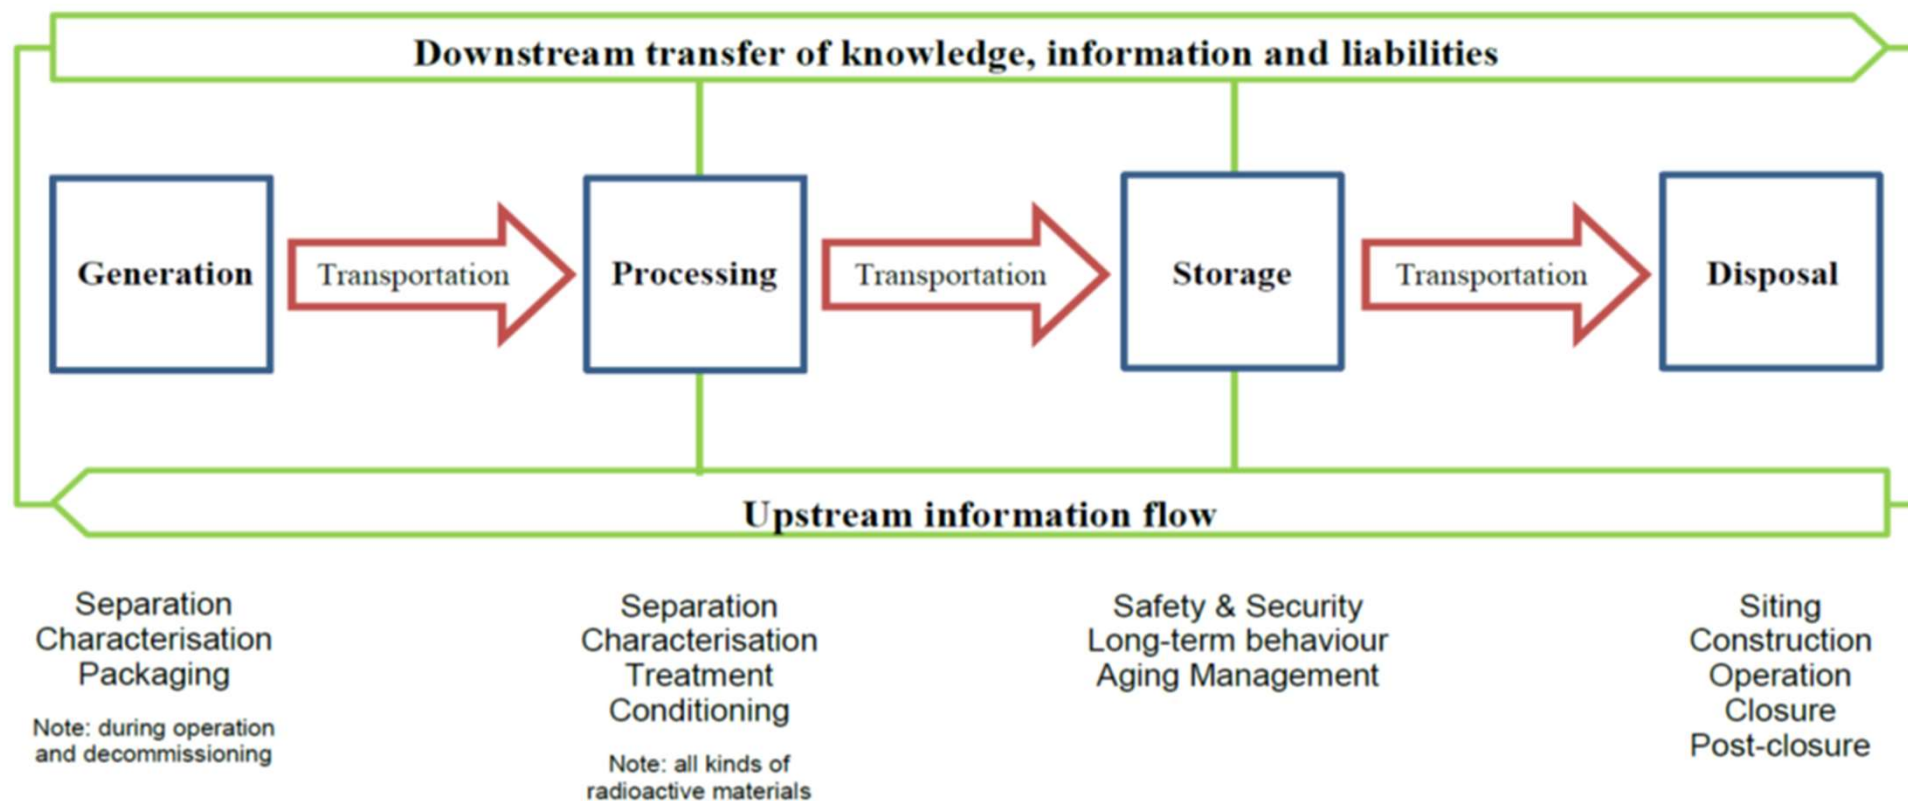 Downstream transfer of knowledge, information and liabilities
Generation
Transportation
Processing
Transportation
Storage
Transportation
Disposal
Upstream information flow
Separation
Characterisation
Packaging
Note: during operation
and decommissioning
Separation
Characterisation
Treatment
Conditioning
Note: all kinds of
radioactive materials
Safety & Security
Long-term behaviour
Aging Management
Siting
Construction
Operation
Closure
Post-closure